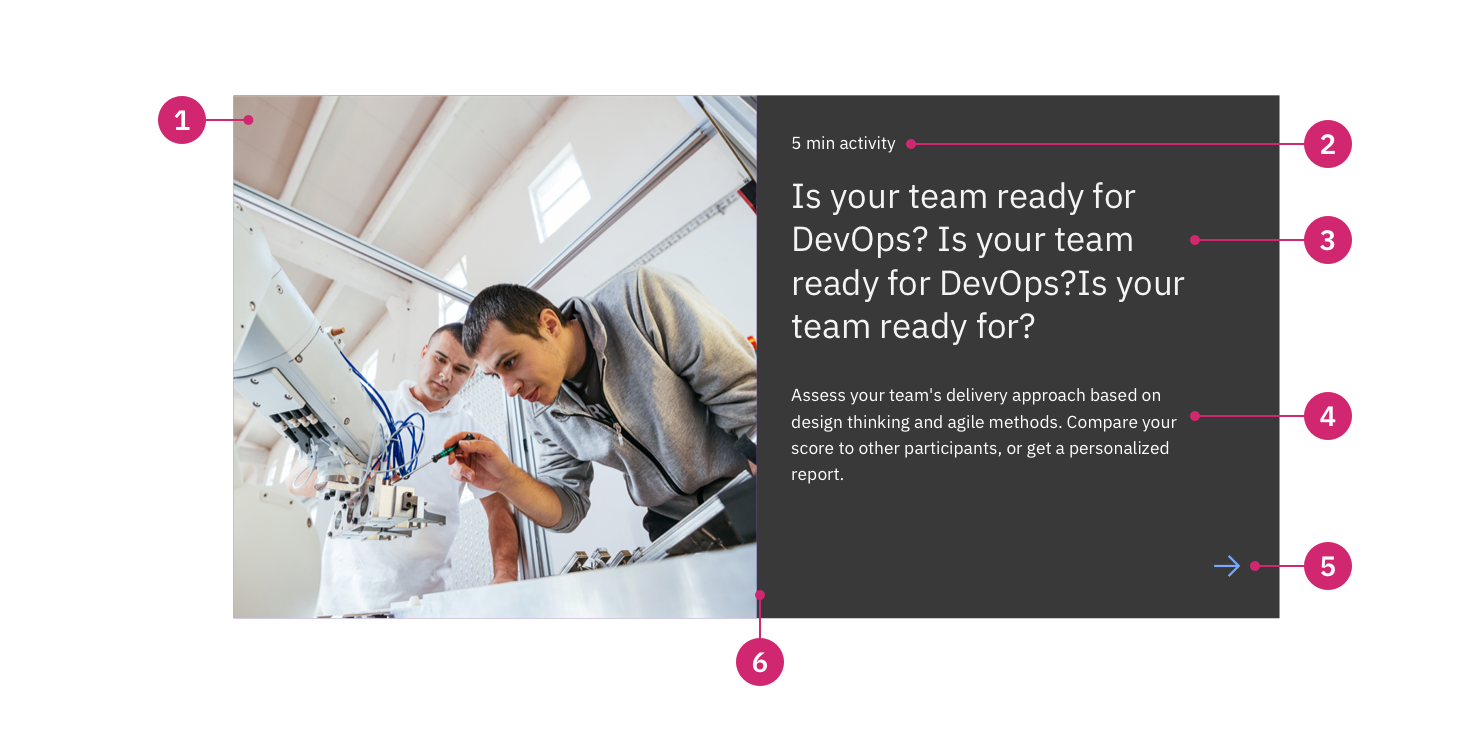 1
5 min activity
2
Is your team ready for
DevOps? Is your team
3
ready for DevOps?Is your
team ready for?
Assess your team's delivery approach based on
design thinking and agile methods. Compare your
4
score to other participants, or get a personalized
report.
5
6